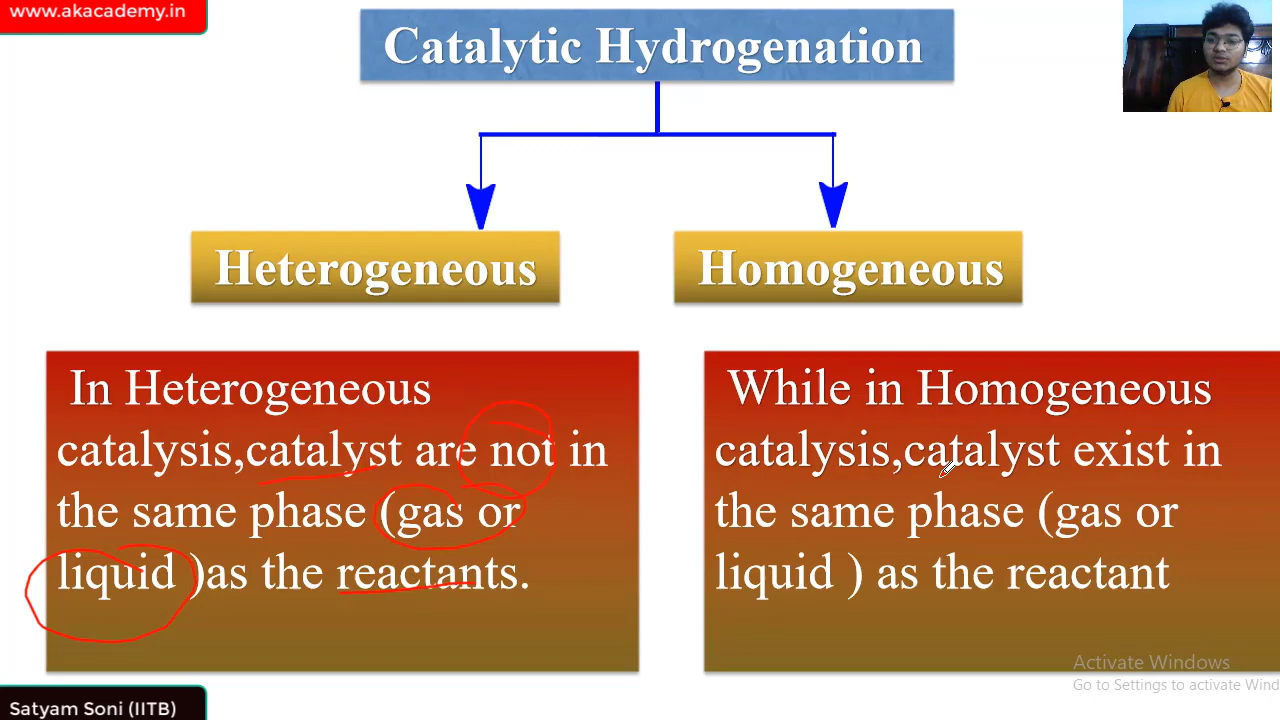 www.akacademy.in
Catalytic Hydrogenation
Heterogeneous
Homogeneous
In Heterogeneous
catalysis,catalyst are not in
the same phase (gas or
liquid )as the reactants.
While in Homogeneous
catalysis,catalyst exist in
the same phase (gas or
liquid ) as the reactant
Activate Windows
Go to Settings to activate Wind
Satyam Soni (IITB)